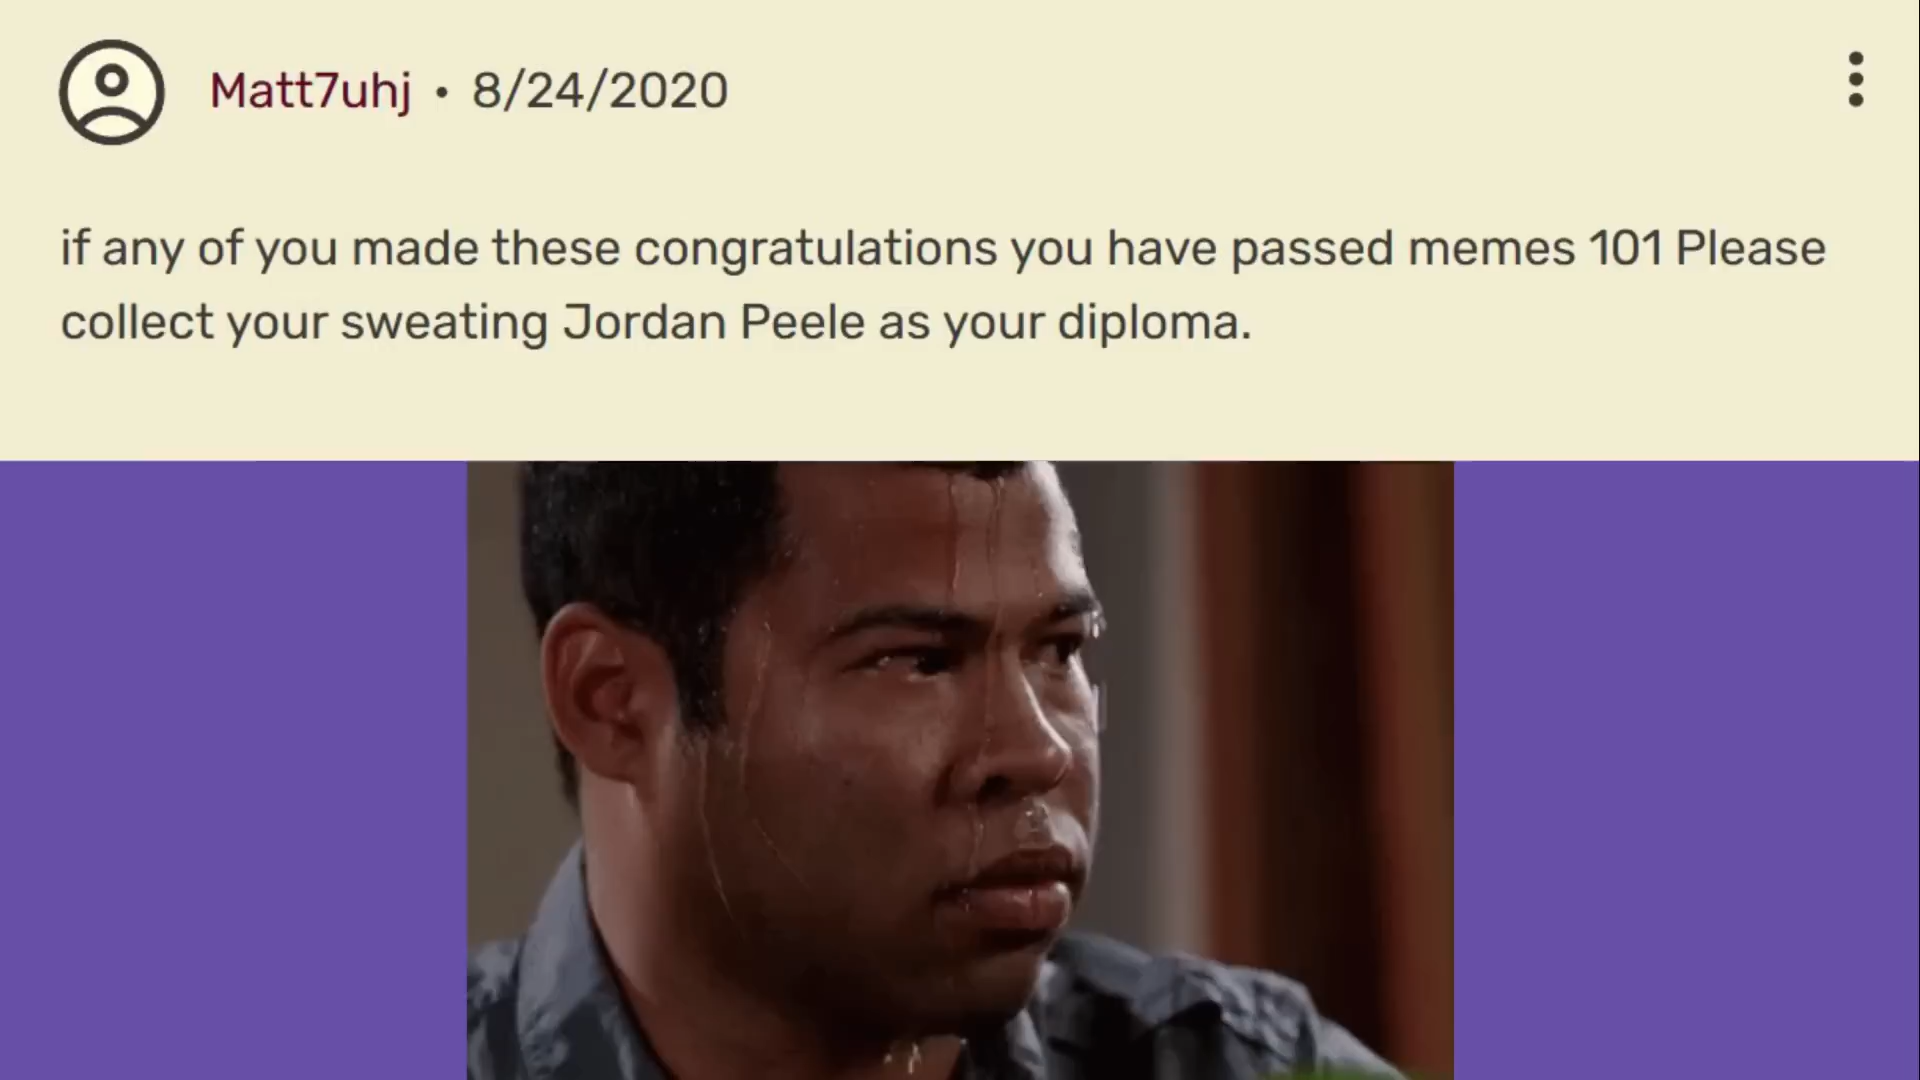 Matt7uhj • 8/24/2020
if any of you made these congratulations you have passed memes 101 Please
collect your sweating Jordan Peele as your diploma.